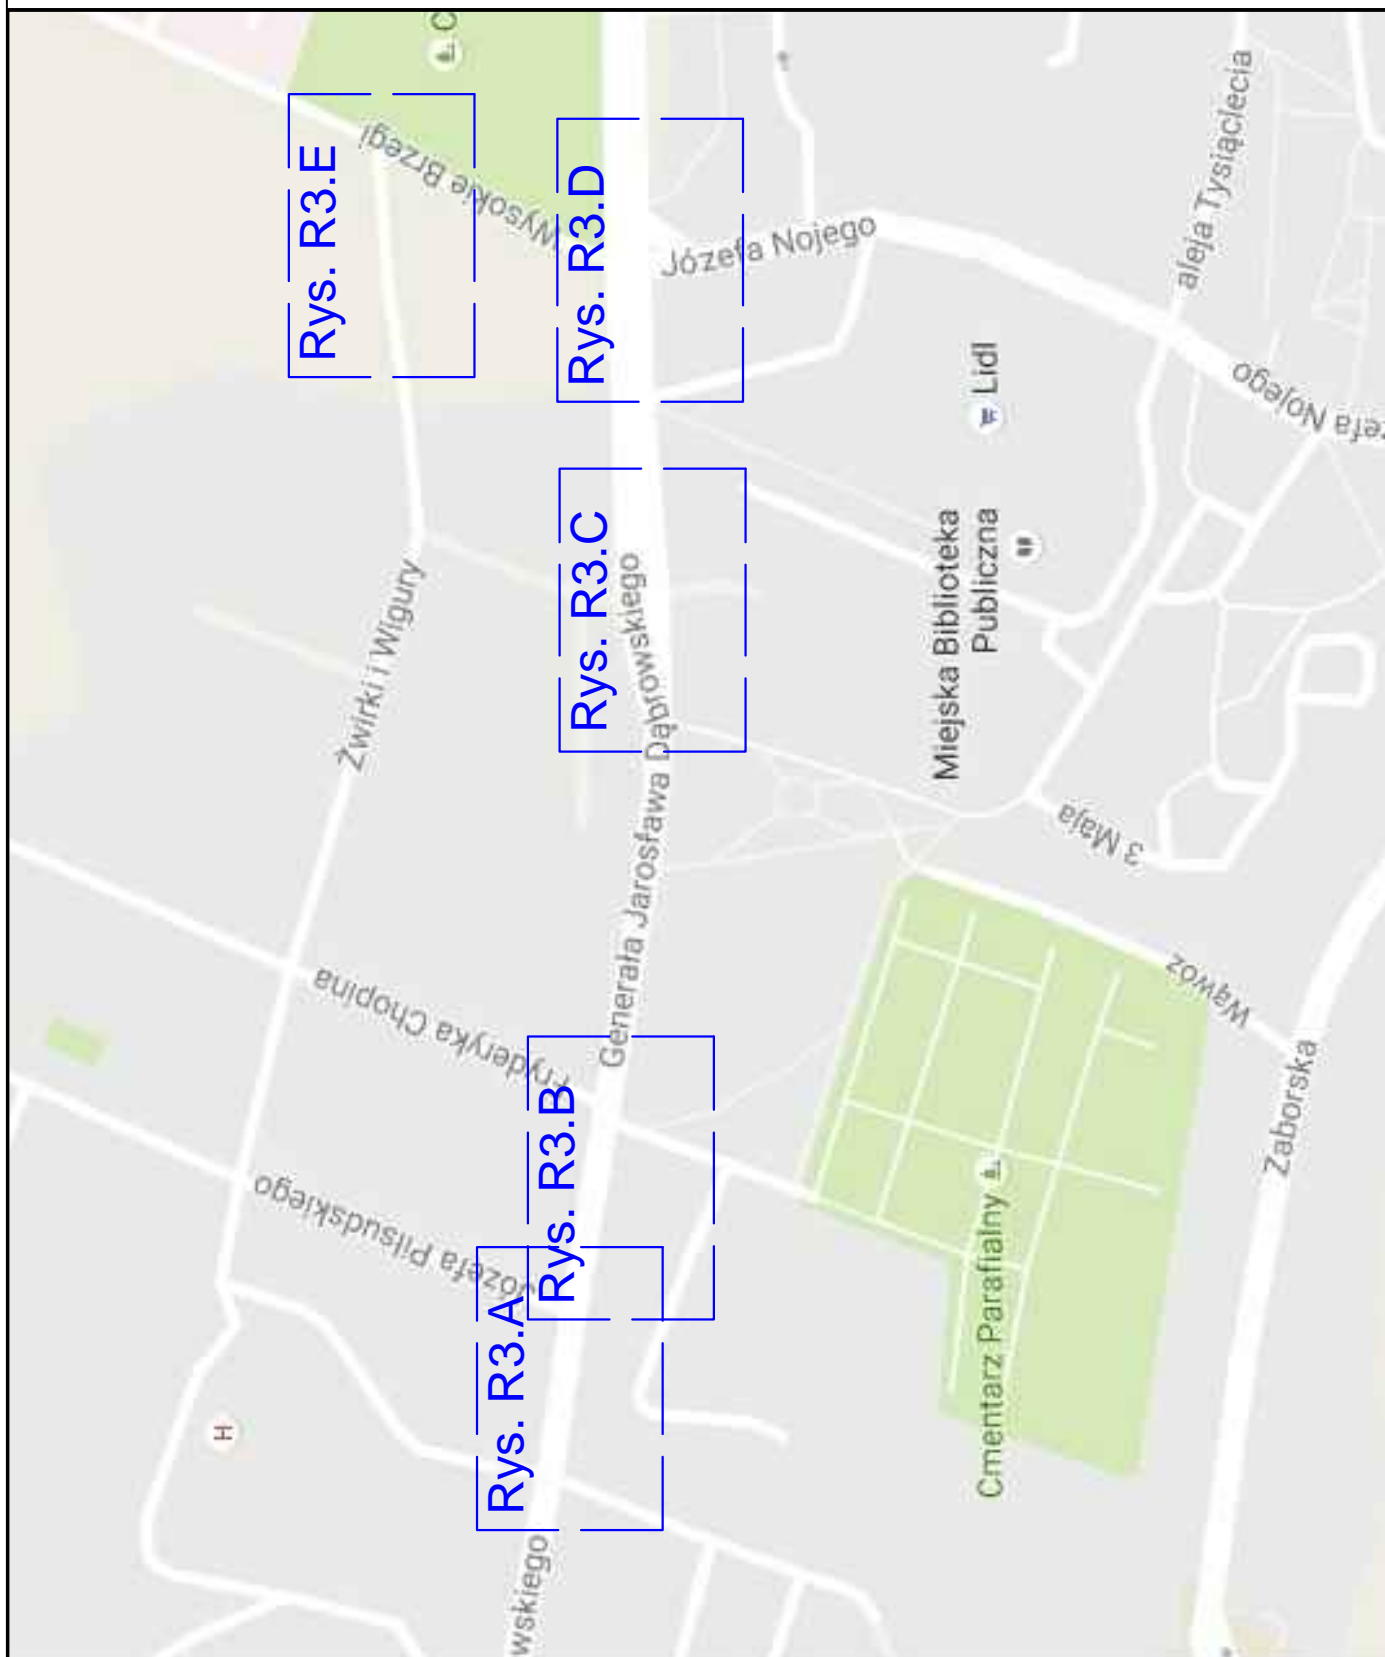 Rys. R3.E
Rys. R3.D
Rys. R3.C
Rys. R3.B
Rys. R3.A
Wysokie Brzegi
Józefa Nojego
aleja Tysiąclecia
Lidl
Miejska Biblioteka
Publiczna
Żwirki i Wigury
Generała Jarosława Dąbrowskiego
3 Maja
Wąwóz
Zaborska
Fryderyka Chopina
Józefa Piłsudskiego
Cmentarz Parafialny
H
wskiego
zefa Nojego
C